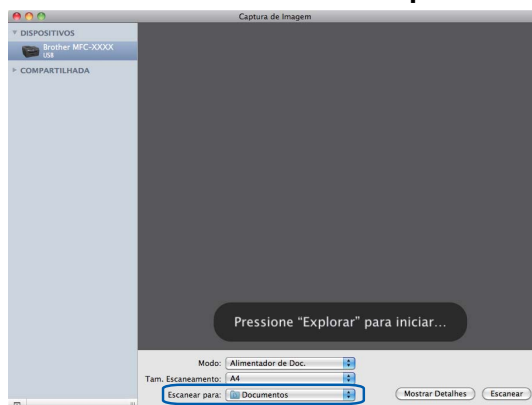 Captura de Imagem
DISPOSITIVOS
Brother MFC-XXXX
USB
COMPARTILHADA
Pressione “Explorar” para iniciar...
Modo: Alimentador de Doc.
Tam. Escaneamento: A4
Escanear para: Documentos
Mostrar Detalhes
Escanear